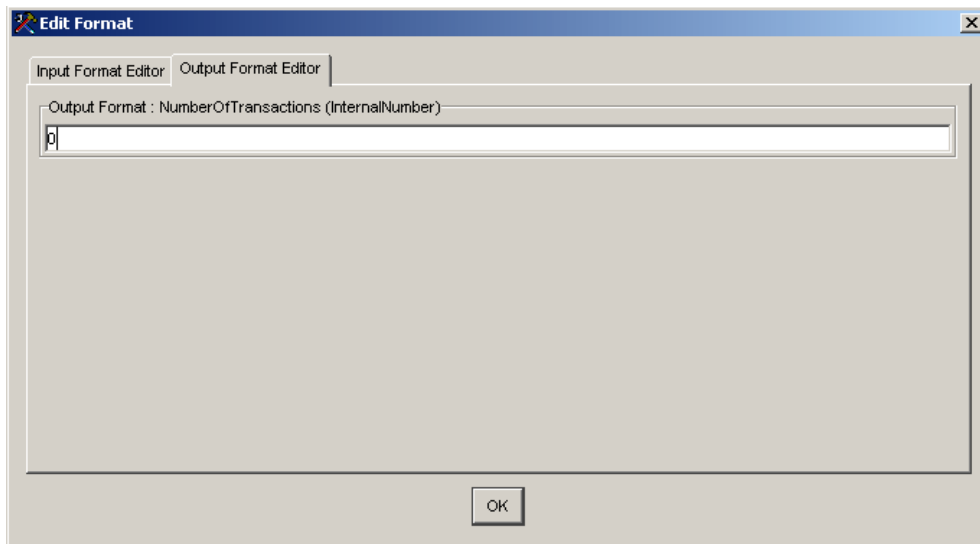 Edit Format
Input Format Editor Output Format Editor
Output Format : NumberOfTransactions (InternalNumber)
0
OK